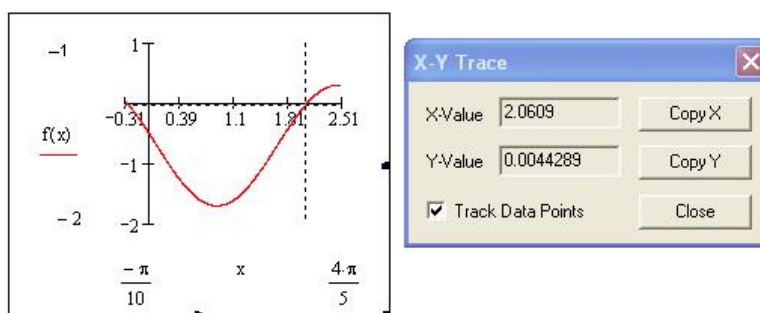 −1
1
−0.31 0.39 1.1 1.81 2.51
f(x)
−1
−2
−2
−π
10
x
4·π
5
X-Y Trace
X-Value 2.0609 Copy X
Y-Value 0.0044289 Copy Y
Track Data Points Close